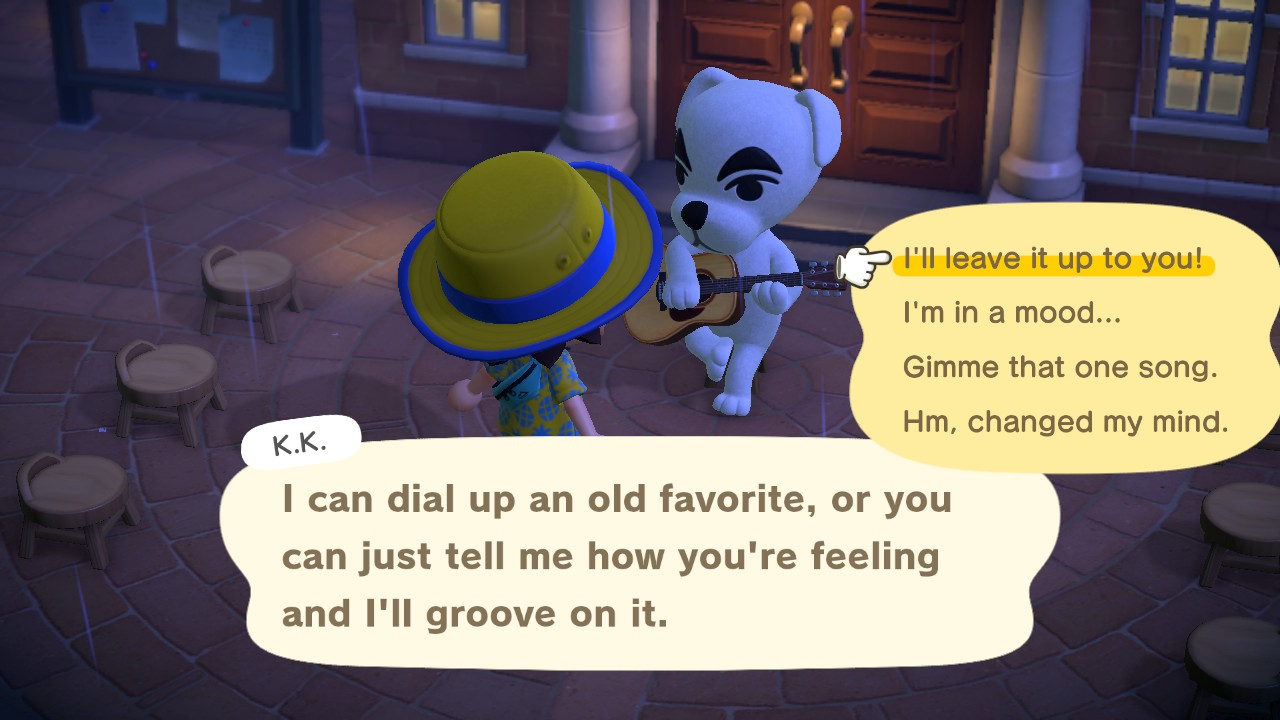 I'll leave it up to you!
I'm in a mood...
Gimme that one song.
Hm, changed my mind.
K.K.
I can dial up an old favorite, or you
can just tell me how you're feeling
and I'll groove on it.